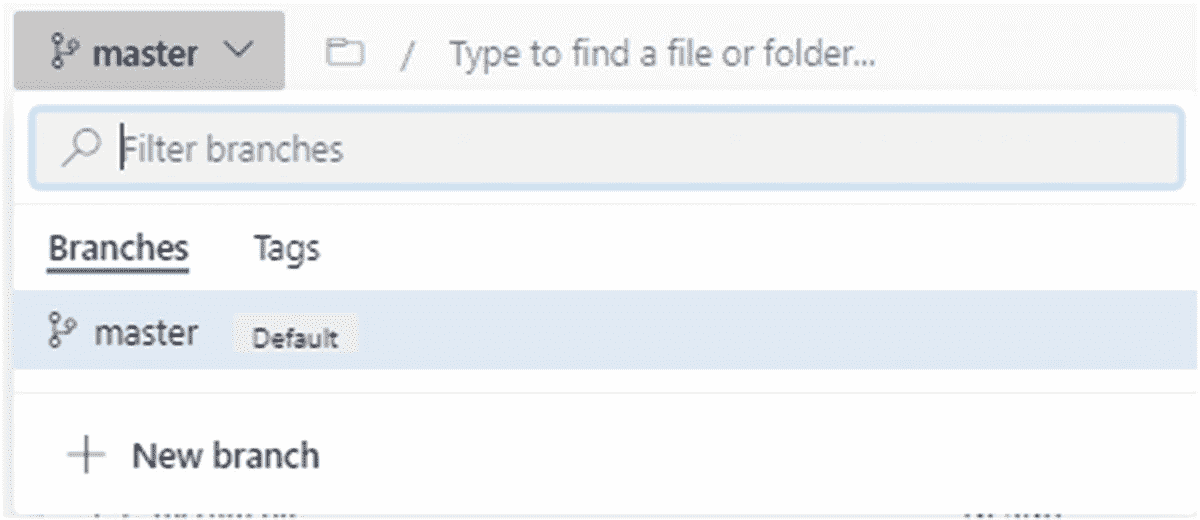 master / Type to find a file or folder...
Filter branches
Branches Tags
master Default
+ New branch